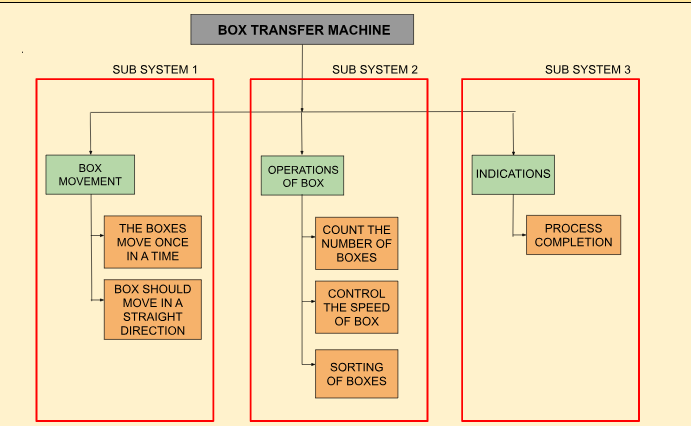 BOX TRANSFER MACHINE
SUB SYSTEM 1
SUB SYSTEM 2
SUB SYSTEM 3
BOX
MOVEMENT
THE BOXES
MOVE ONCE
IN A TIME
BOX SHOULD
MOVE IN A
STRAIGHT
DIRECTION
OPERATIONS
OF BOX
COUNT THE
NUMBER OF
BOXES
CONTROL
THE SPEED
OF BOX
SORTING
OF BOXES
INDICATIONS
PROCESS
COMPLETION